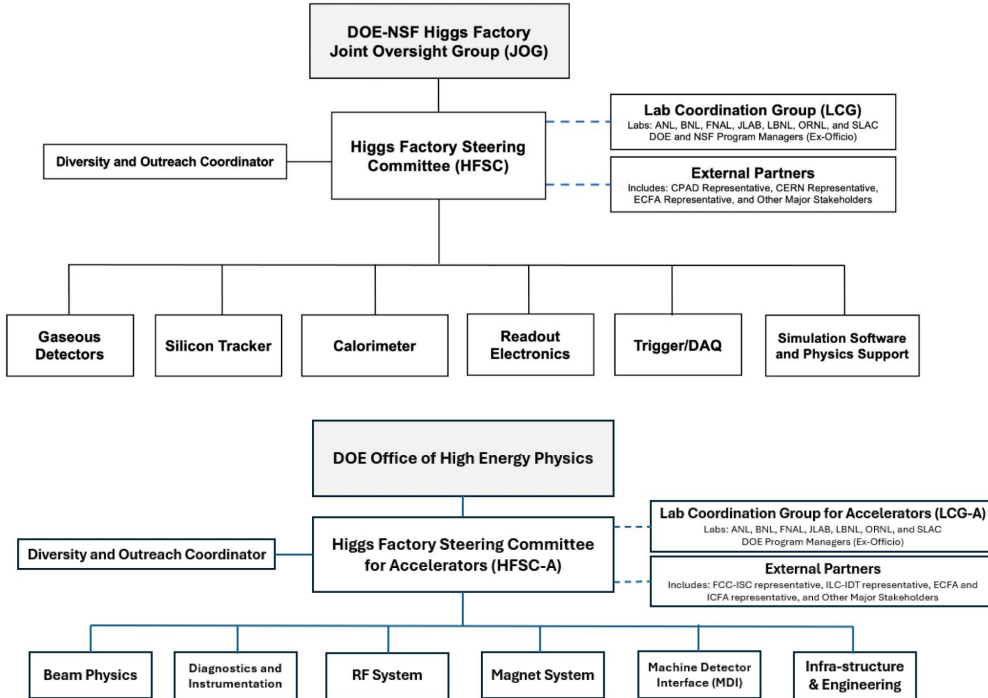 DOE-NSF Higgs Factory
Joint Oversight Group (JOG)
Lab Coordination Group (LCG)
Labs: ANL, BNL, FNAL, JLAB, LBNL, ORNL, and SLAC
DOE and NSF Program Managers (Ex-Officio)
Diversity and Outreach Coordinator
Higgs Factory Steering
Committee (HFSC)
External Partners
Includes: CPAD Representative, CERN Representative,
ECFA Representative, and Other Major Stakeholders
Gaseous
Detectors
Silicon Tracker
Calorimeter
Readout
Electronics
Trigger/DAQ
Simulation Software
and Physics Support
DOE Office of High Energy Physics
Lab Coordination Group for Accelerators (LCG-A)
Labs: ANL, BNL, FNAL, JLAB, LBNL, ORNL, and SLAC
DOE Program Managers (Ex-Officio)
Diversity and Outreach Coordinator
Higgs Factory Steering Committee
for Accelerators (HFSC-A)
External Partners
Includes: FCC-ISC representative, ILC-IDT representative, ECFA and
ICFA representative, and Other Major Stakeholders
Beam Physics
Diagnostics and
Instrumentation
RF System
Magnet System
Machine Detector
Interface (MDI)
Infra-structure
& Engineering